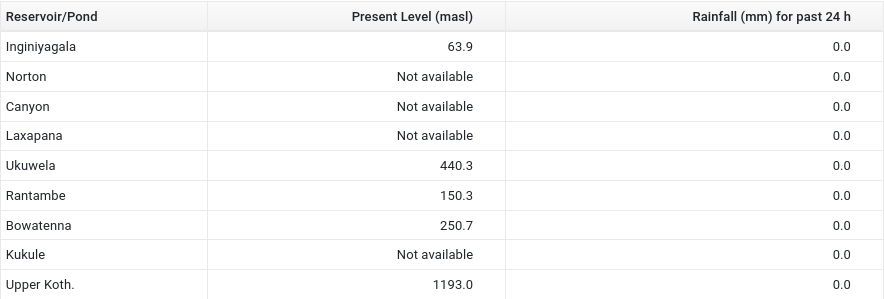 Reservoir/Pond Present Level (masl) Rainfall (mm) for past 24 h
Inginiyagala 63.9 0.0
Norton Not available 0.0
Canyon Not available 0.0
Laxapana Not available 0.0
Ukuwela 440.3 0.0
Rantambe 150.3 0.0
Bowatenna 250.7 0.0
Kukule Not available 0.0
Upper Koth. 1193.0 0.0